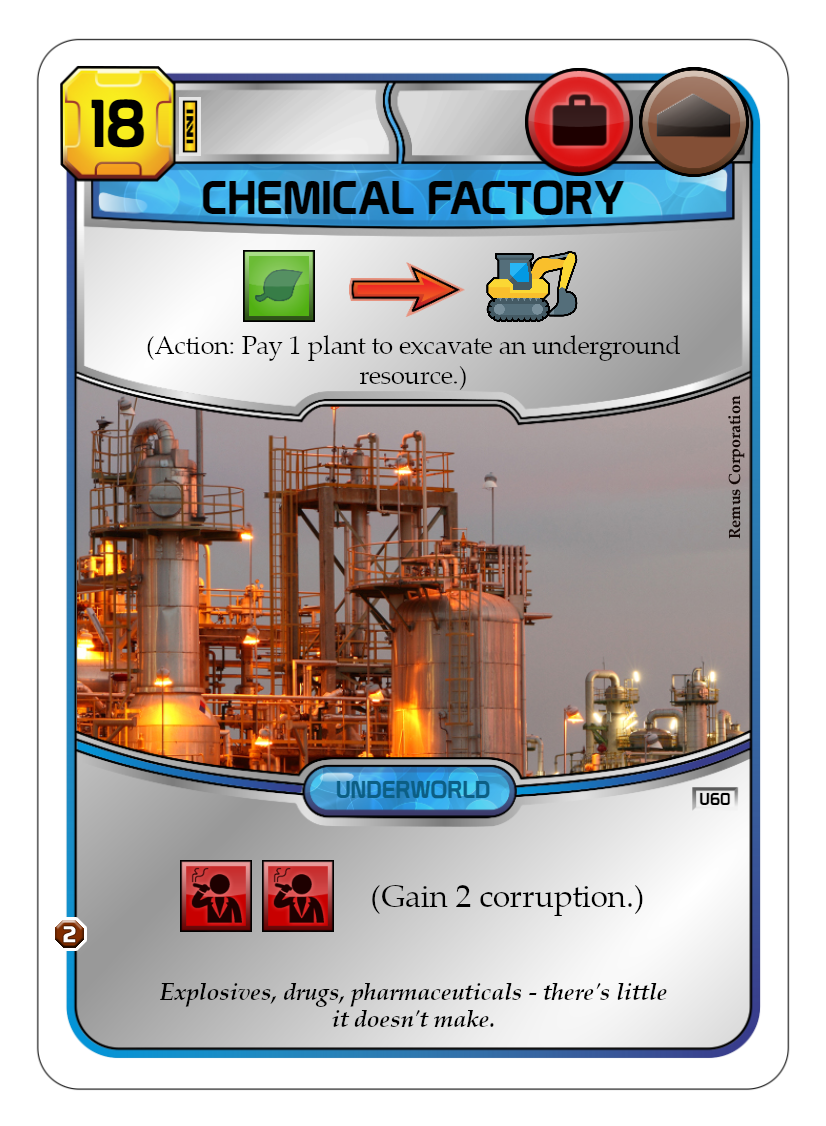 18
CHEMICAL FACTORY
(Action: Pay 1 plant to excavate an underground
resource.)
Remus Corporation
UNDERWORLD
U60
(Gain 2 corruption.)
2
Explosives, drugs, pharmaceuticals - there's little
it doesn't make.